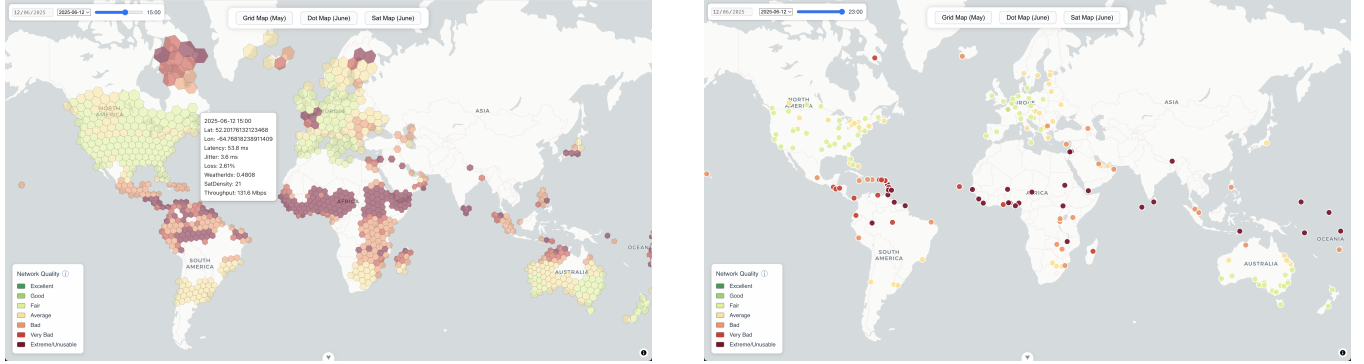 12/06/2025 2025-06-12 15:00
Grid Map (May) Dot Map (June) Sat Map (June)
NORTH
AMERICA
EUROPE
ASIA
2025-06-12 15:00
Lat: 52.20176132123468
Lon: -64.76818238911409
Latency: 53.8 ms
Jitter: 3.6 ms
Loss: 2.61%
WeatherIdx: 0.4808
SatDensity: 21
Throughput: 131.6 Mbps
AFRICA
SOUTH
AMERICA
OCEANIA
AUSTRALIA
Network Quality ⓘ
Excellent
Good
Fair
Average
Bad
Very Bad
Extreme/Unusable
12/06/2025 2025-06-12 23:00
Grid Map (May) Dot Map (June) Sat Map (June)
NORTH
AMERICA
EUROPE
ASIA
AFRICA
SOUTH
AMERICA
OCEANIA
AUSTRALIA
Network Quality ⓘ
Excellent
Good
Fair
Average
Bad
Very Bad
Extreme/Unusable